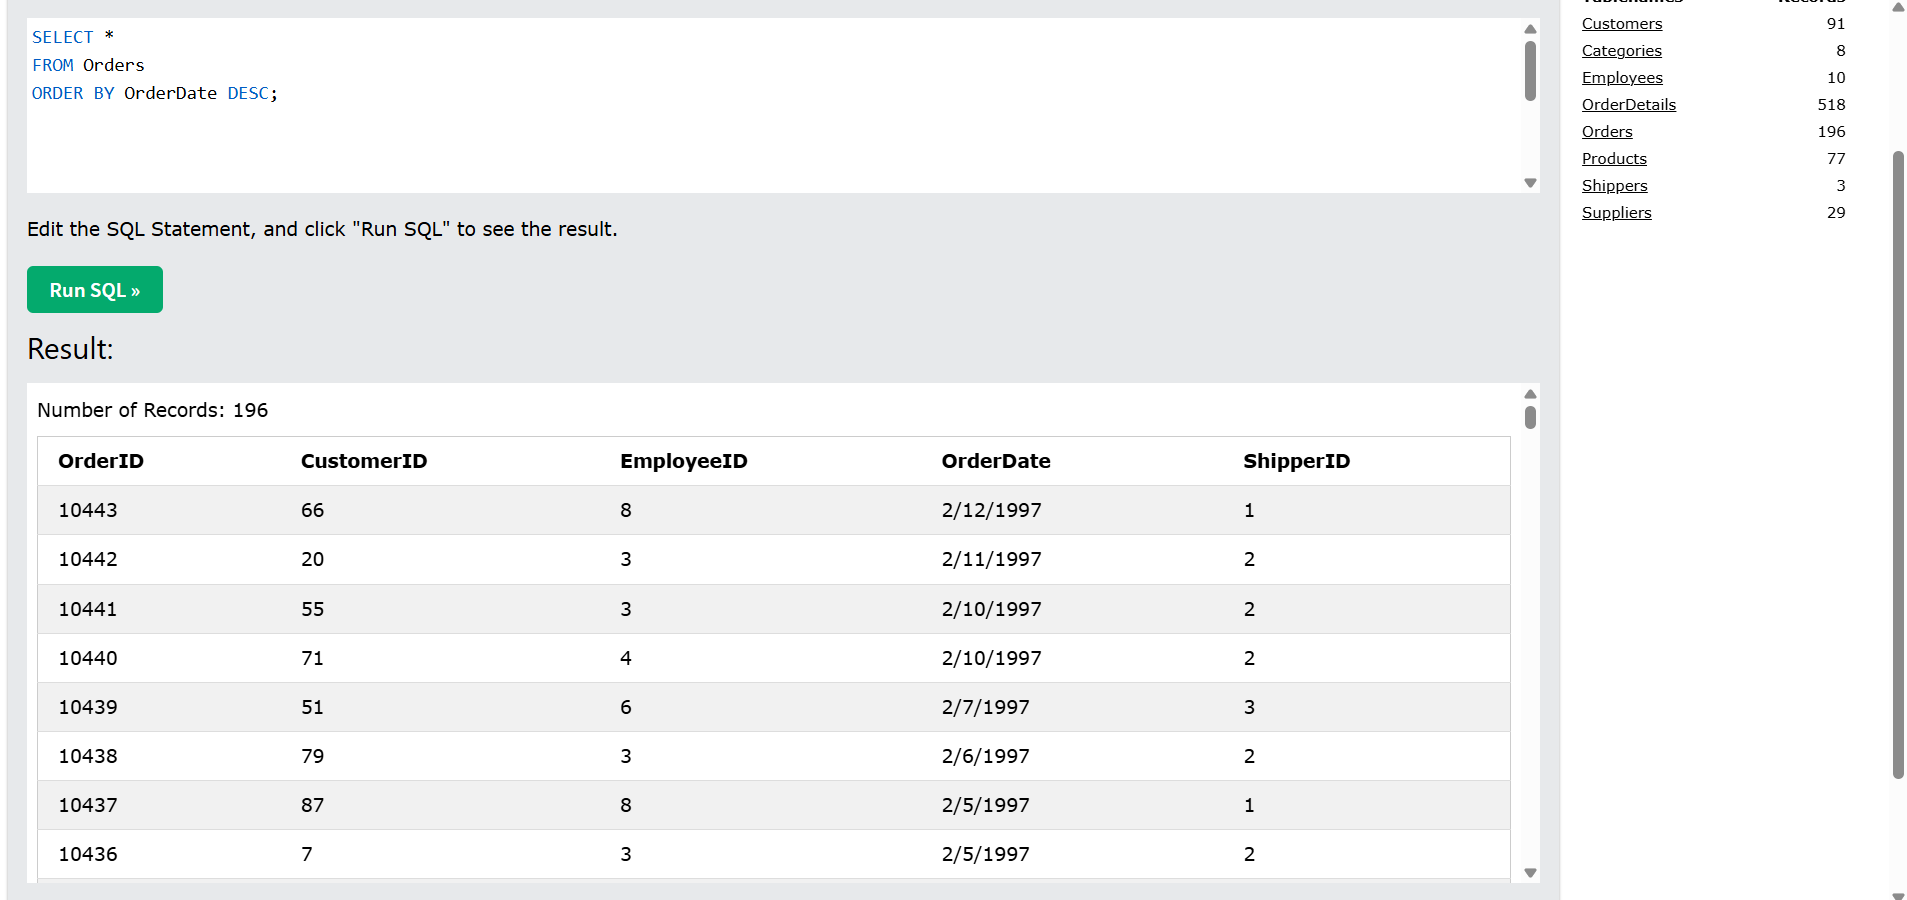 SELECT *
FROM Orders
ORDER BY OrderDate DESC;
Edit the SQL Statement, and click "Run SQL" to see the result.
Run SQL »
Result:
Number of Records: 196
OrderID CustomerID EmployeeID OrderDate ShipperID
10443 66 8 2/12/1997 1
10442 20 3 2/11/1997 2
10441 55 3 2/10/1997 2
10440 71 4 2/10/1997 2
10439 51 6 2/7/1997 3
10438 79 3 2/6/1997 2
10437 87 8 2/5/1997 1
10436 7 3 2/5/1997 2
Tablenames Records
Customers 91
Categories 8
Employees 10
OrderDetails 518
Orders 196
Products 77
Shippers 3
Suppliers 29